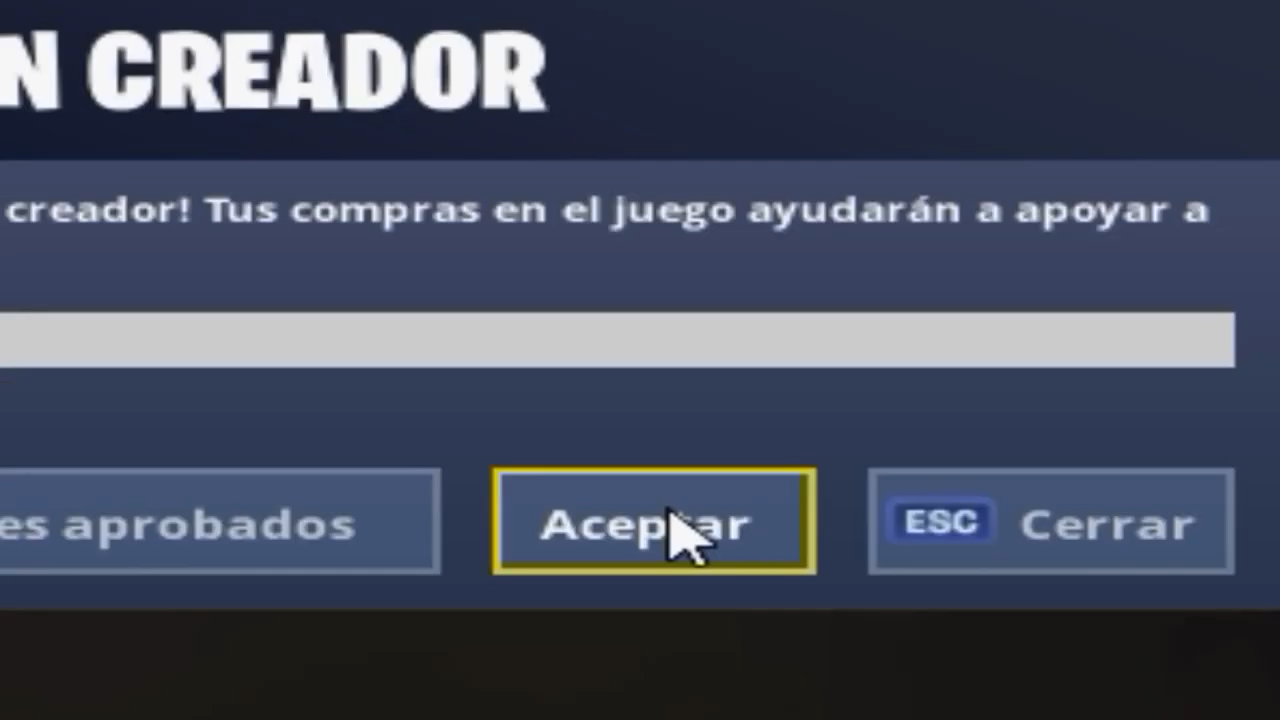 N CREADOR
creador! Tus compras en el juego ayudarán a apoyar a
es aprobados
Aceptar
ESC Cerrar